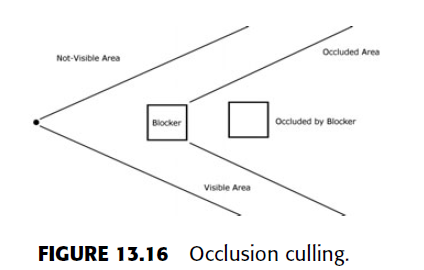 Not-Visible Area
Occluded Area
Blocker
Occluded by Blocker
Visible Area
FIGURE 13.16 Occlusion culling.